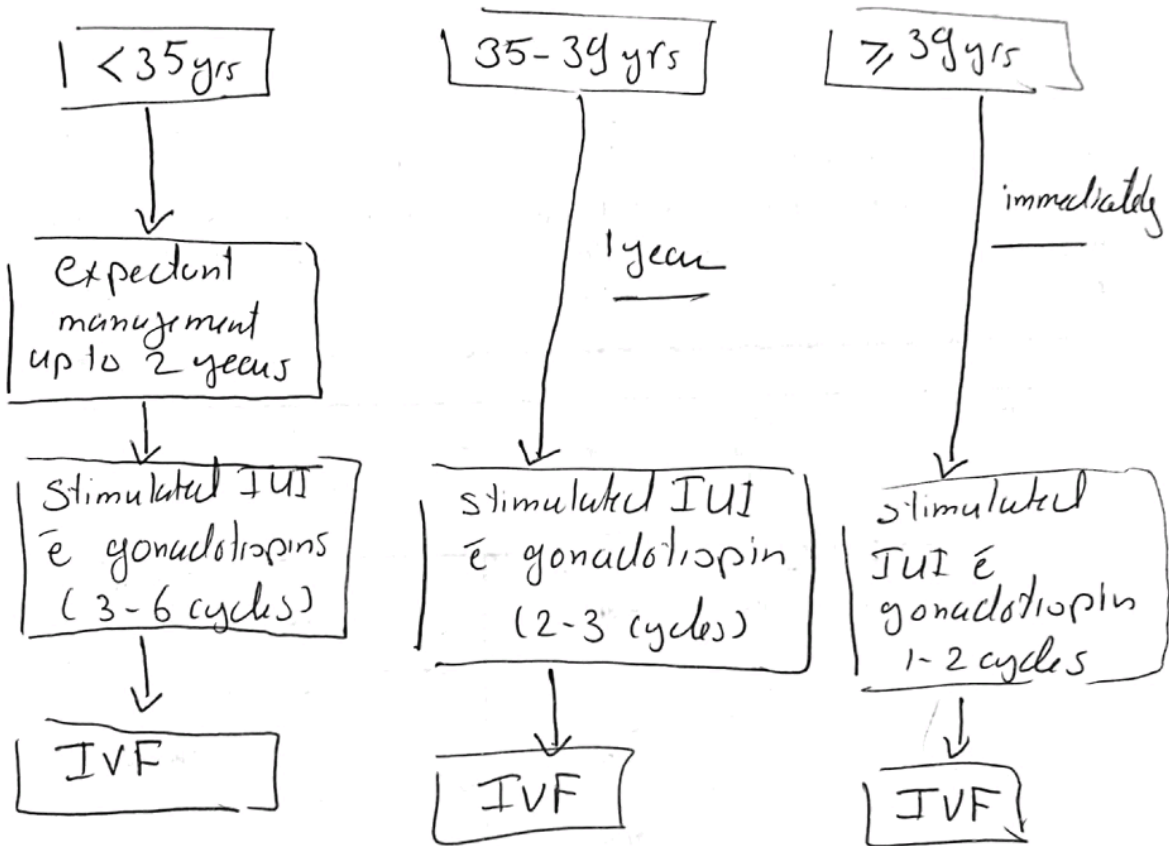 <35 yrs
expectant
management
up to 2 years
stimulated IUI
c̄ gonadotropins
(3-6 cycles)
IVF
35-39 yrs
1 year
stimulated IUI
c̄ gonadotropin
(2-3 cycles)
IVF
⩾ 39 yrs
immediately
stimulated
IUI c̄
gonadotropin
1-2 cycles
IVF